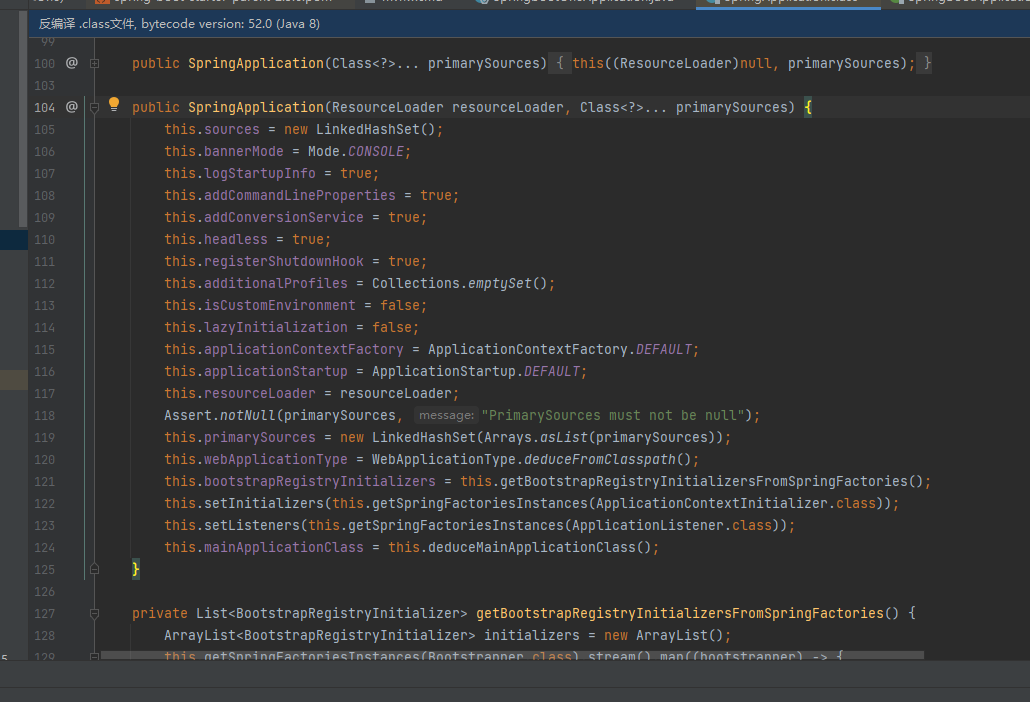 反编译 .class文件, bytecode version: 52.0 (Java 8)
99
100 @ public SpringApplication(Class<?>... primarySources) { this((ResourceLoader)null, primarySources); }
103
104 @ public SpringApplication(ResourceLoader resourceLoader, Class<?>... primarySources) {
105 this.sources = new LinkedHashSet();
106 this.bannerMode = Mode.CONSOLE;
107 this.logStartupInfo = true;
108 this.addCommandLineProperties = true;
109 this.addConversionService = true;
110 this.headless = true;
111 this.registerShutdownHook = true;
112 this.additionalProfiles = Collections.emptySet();
113 this.isCustomEnvironment = false;
114 this.lazyInitialization = false;
115 this.applicationContextFactory = ApplicationContextFactory.DEFAULT;
116 this.applicationStartup = ApplicationStartup.DEFAULT;
117 this.resourceLoader = resourceLoader;
118 Assert.notNull(primarySources, message: "PrimarySources must not be null");
119 this.primarySources = new LinkedHashSet(Arrays.asList(primarySources));
120 this.webApplicationType = WebApplicationType.deduceFromClasspath();
121 this.bootstrapRegistryInitializers = this.getBootstrapRegistryInitializersFromSpringFactories();
122 this.setInitializers(this.getSpringFactoriesInstances(ApplicationContextInitializer.class));
123 this.setListeners(this.getSpringFactoriesInstances(ApplicationListener.class));
124 this.mainApplicationClass = this.deduceMainApplicationClass();
125 }
126
127 private List<BootstrapRegistryInitializer> getBootstrapRegistryInitializersFromSpringFactories() {
128 ArrayList<BootstrapRegistryInitializer> initializers = new ArrayList();
129 this.getSpringFactoriesInstances(Bootstrapper.class).stream().map((bootstrapper) -> {